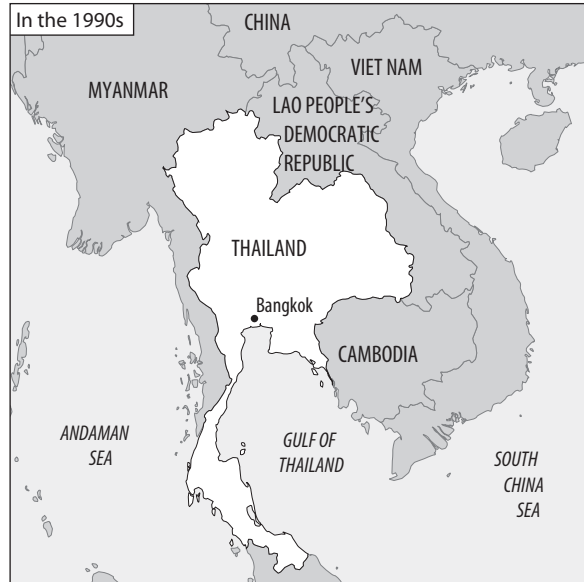 In the 1990s
CHINA
VIET NAM
MYANMAR
LAO PEOPLE'S
DEMOCRATIC
REPUBLIC
THAILAND
Bangkok
CAMBODIA
ANDAMAN
SEA
GULF OF
THAILAND
SOUTH
CHINA
SEA